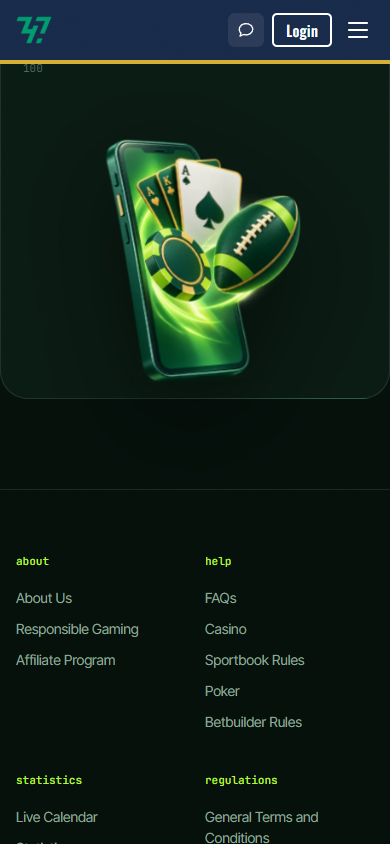 747
Login
100
A
K
A
about
help
About Us
FAQs
Responsible Gaming
Casino
Affiliate Program
Sportbook Rules
Poker
Betbuilder Rules
statistics
regulations
Live Calendar
General Terms and
Conditions